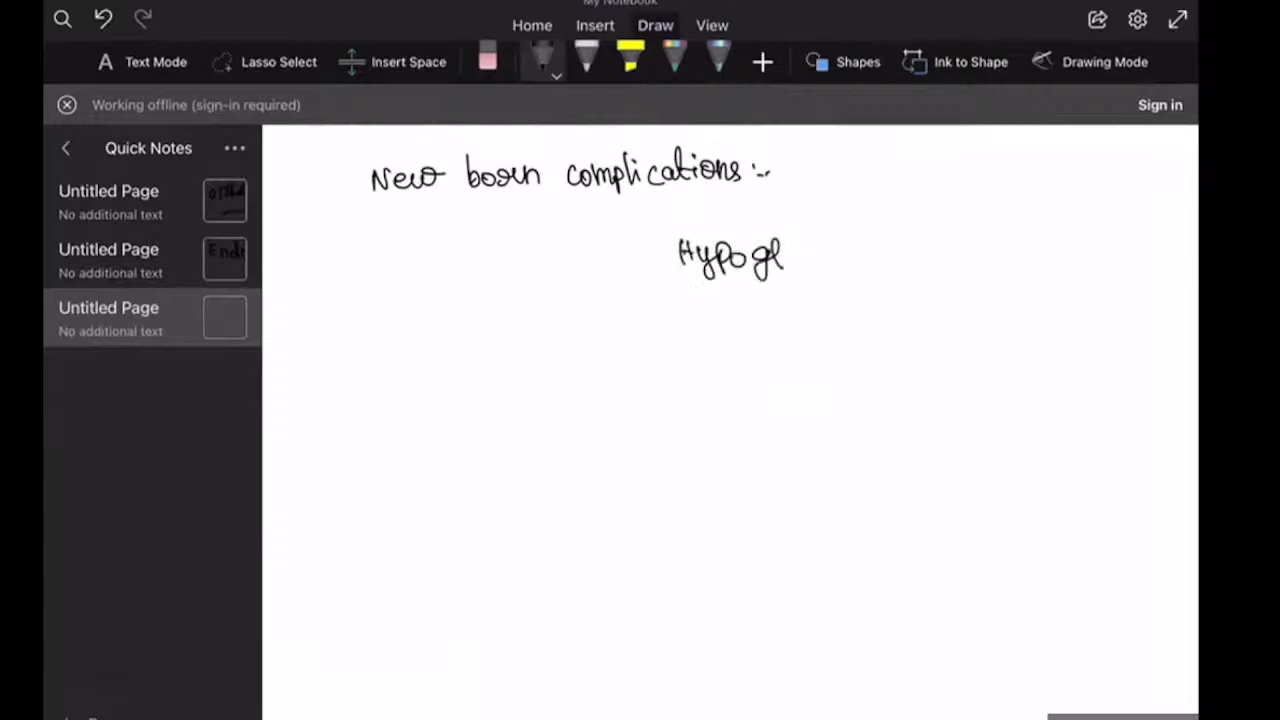 My Notebook
Home Insert Draw View
Text Mode Lasso Select Insert Space Shapes Ink to Shape Drawing Mode
Working offline (sign-in required) Sign in
Quick Notes
Untitled Page
No additional text
Untitled Page
No additional text
Untitled Page
No additional text
New born complications :-
Hypogl